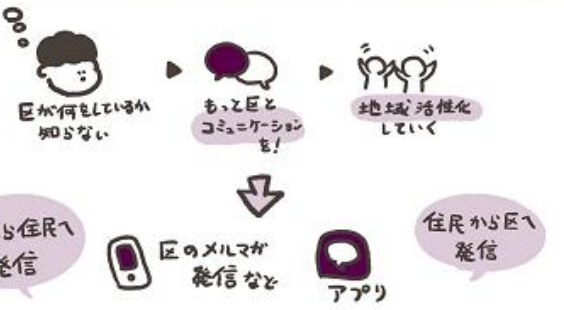 区が何をしているか
知らない
もっと区と
コミュニケーション
を!
地域活性化
していく
ら住民へ
発信
区のメルマガ
発信など
アプリ
住民から区へ
発信